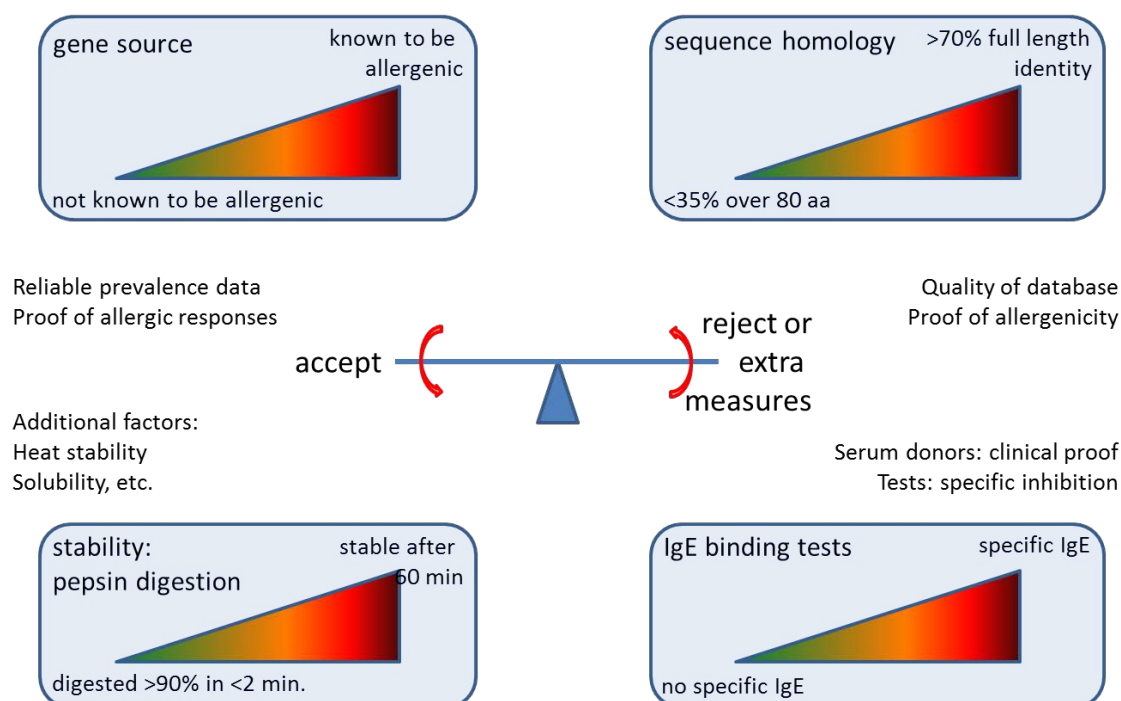 gene source
known to be
allergenic
not known to be allergenic
sequence homology
>70% full length
identity
<35% over 80 aa
Reliable prevalence data
Proof of allergic responses
Quality of database
Proof of allergenicity
accept
reject or
extra
measures
Additional factors:
Heat stability
Solubility, etc.
Serum donors: clinical proof
Tests: specific inhibition
stability:
pepsin digestion
stable after
60 min
digested >90% in <2 min.
IgE binding tests
specific IgE
no specific IgE